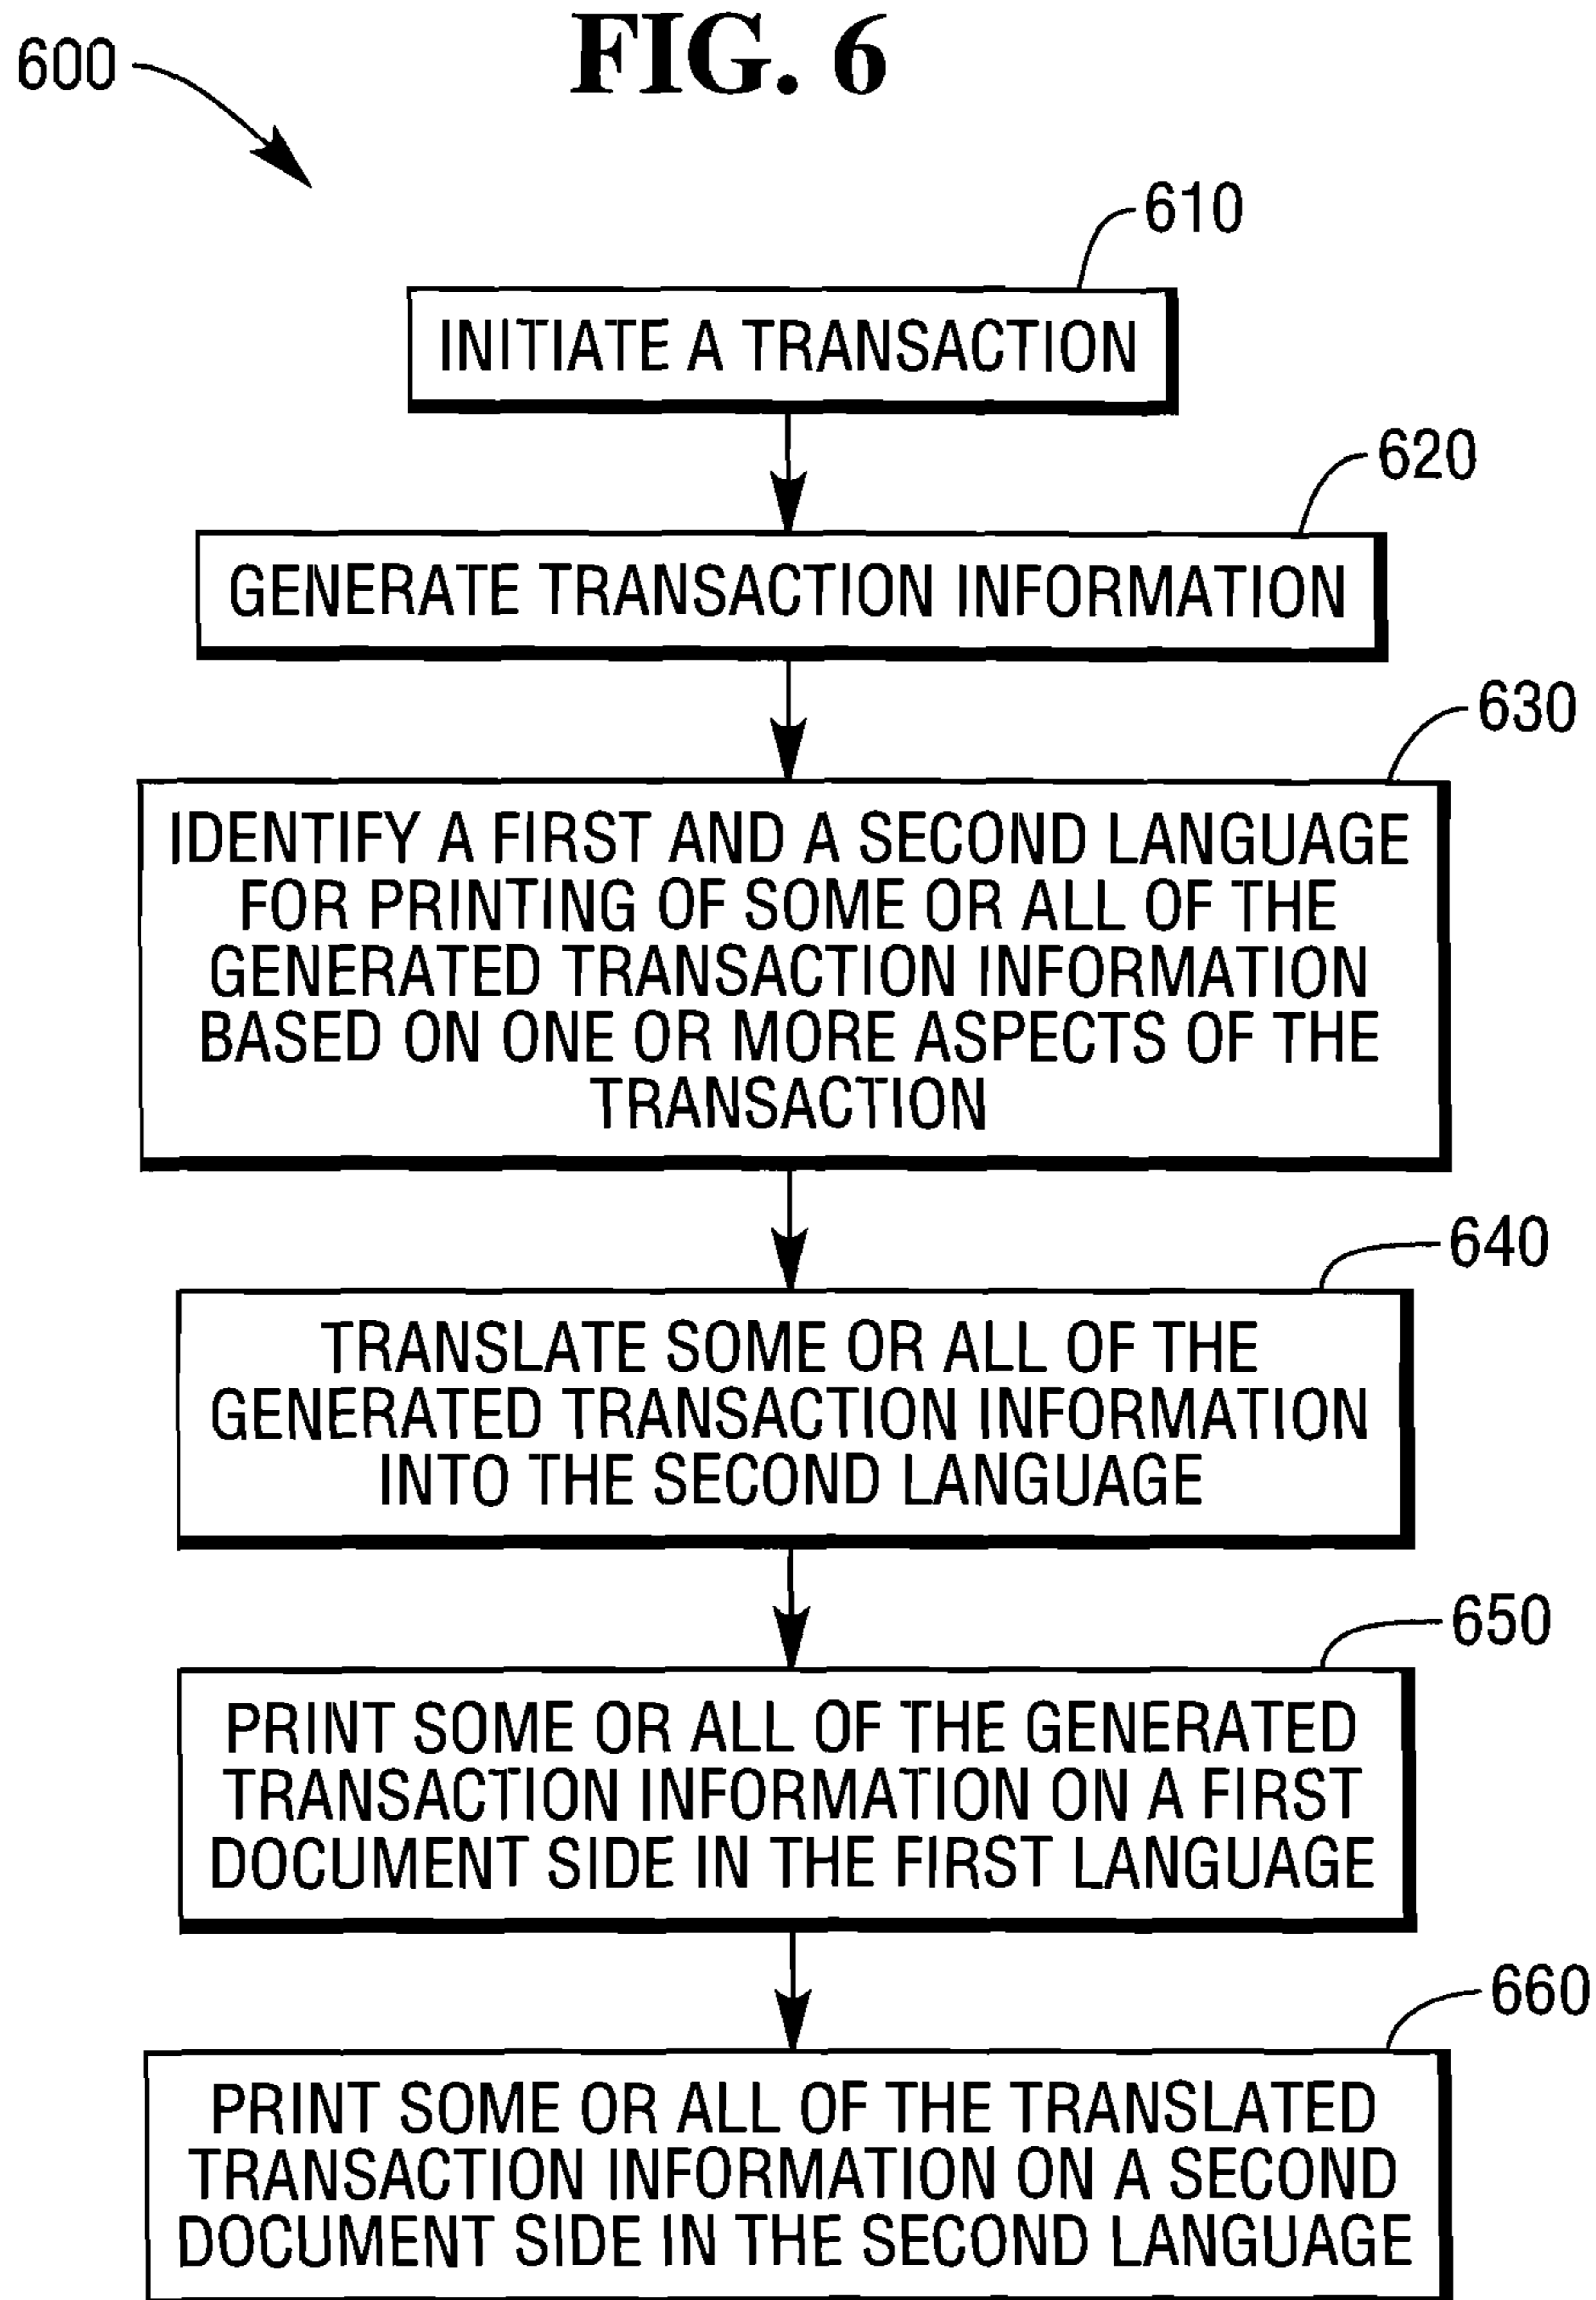 FIG. 6
600
610
INITIATE A TRANSACTION
620
GENERATE TRANSACTION INFORMATION
630
IDENTIFY A FIRST AND A SECOND LANGUAGE
FOR PRINTING OF SOME OR ALL OF THE
GENERATED TRANSACTION INFORMATION
BASED ON ONE OR MORE ASPECTS OF THE
TRANSACTION
640
TRANSLATE SOME OR ALL OF THE
GENERATED TRANSACTION INFORMATION
INTO THE SECOND LANGUAGE
650
PRINT SOME OR ALL OF THE GENERATED
TRANSACTION INFORMATION ON A FIRST
DOCUMENT SIDE IN THE FIRST LANGUAGE
660
PRINT SOME OR ALL OF THE TRANSLATED
TRANSACTION INFORMATION ON A SECOND
DOCUMENT SIDE IN THE SECOND LANGUAGE